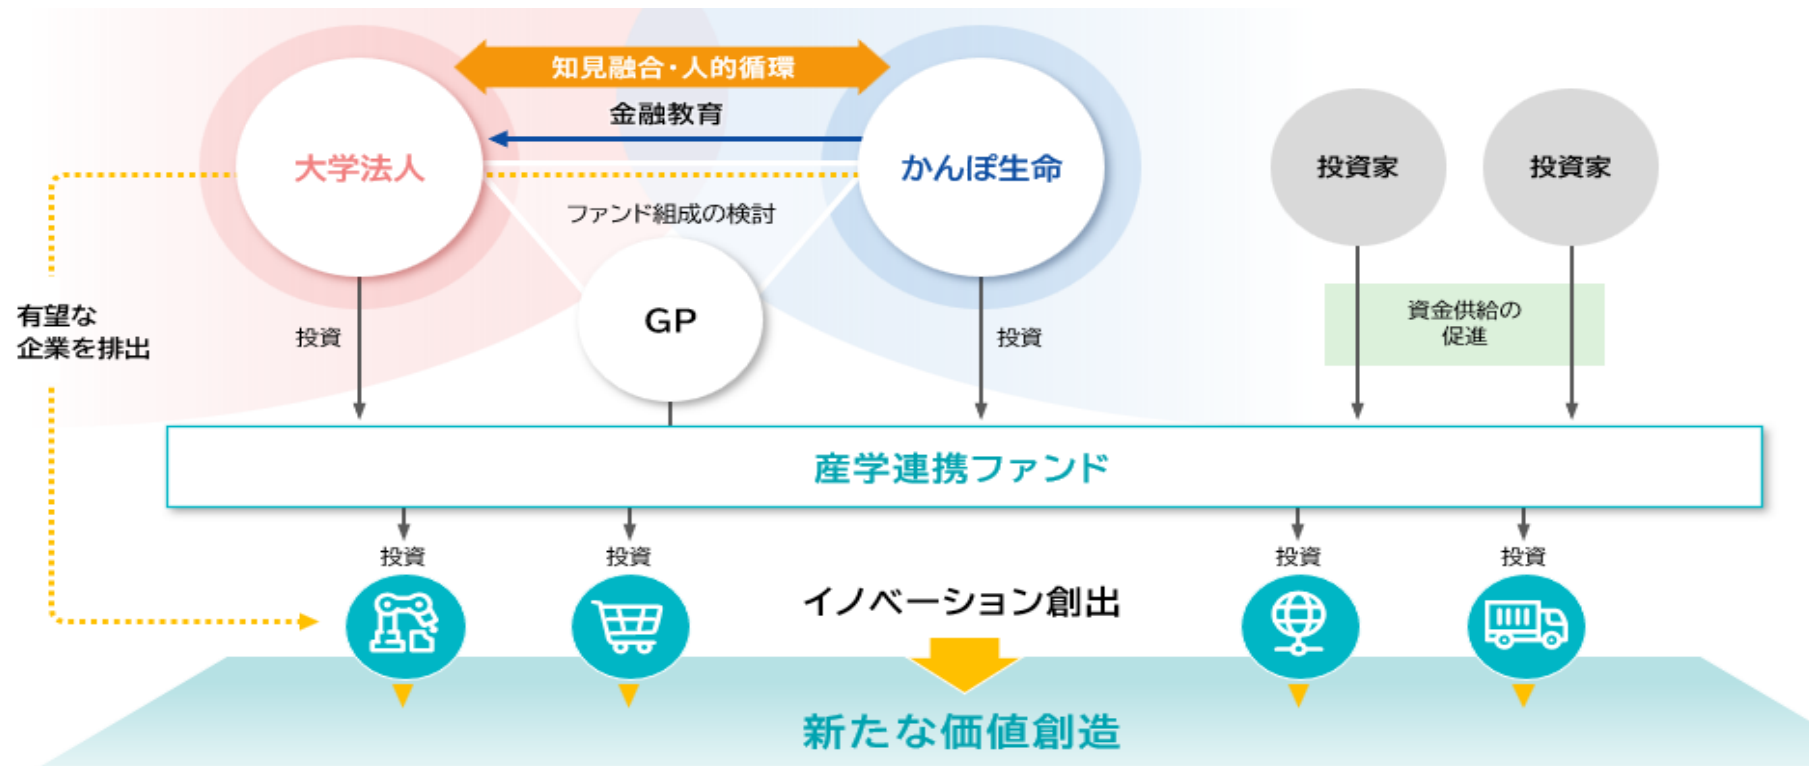 知見融合・人的循環
金融教育
大学法人
かんぽ生命
投資家
投資家
ファンド組成の検討
GP
有望な
企業を排出
投資
投資
資金供給の
促進
産学連携ファンド
投資
投資
投資
投資
イノベーション創出
新たな価値創造